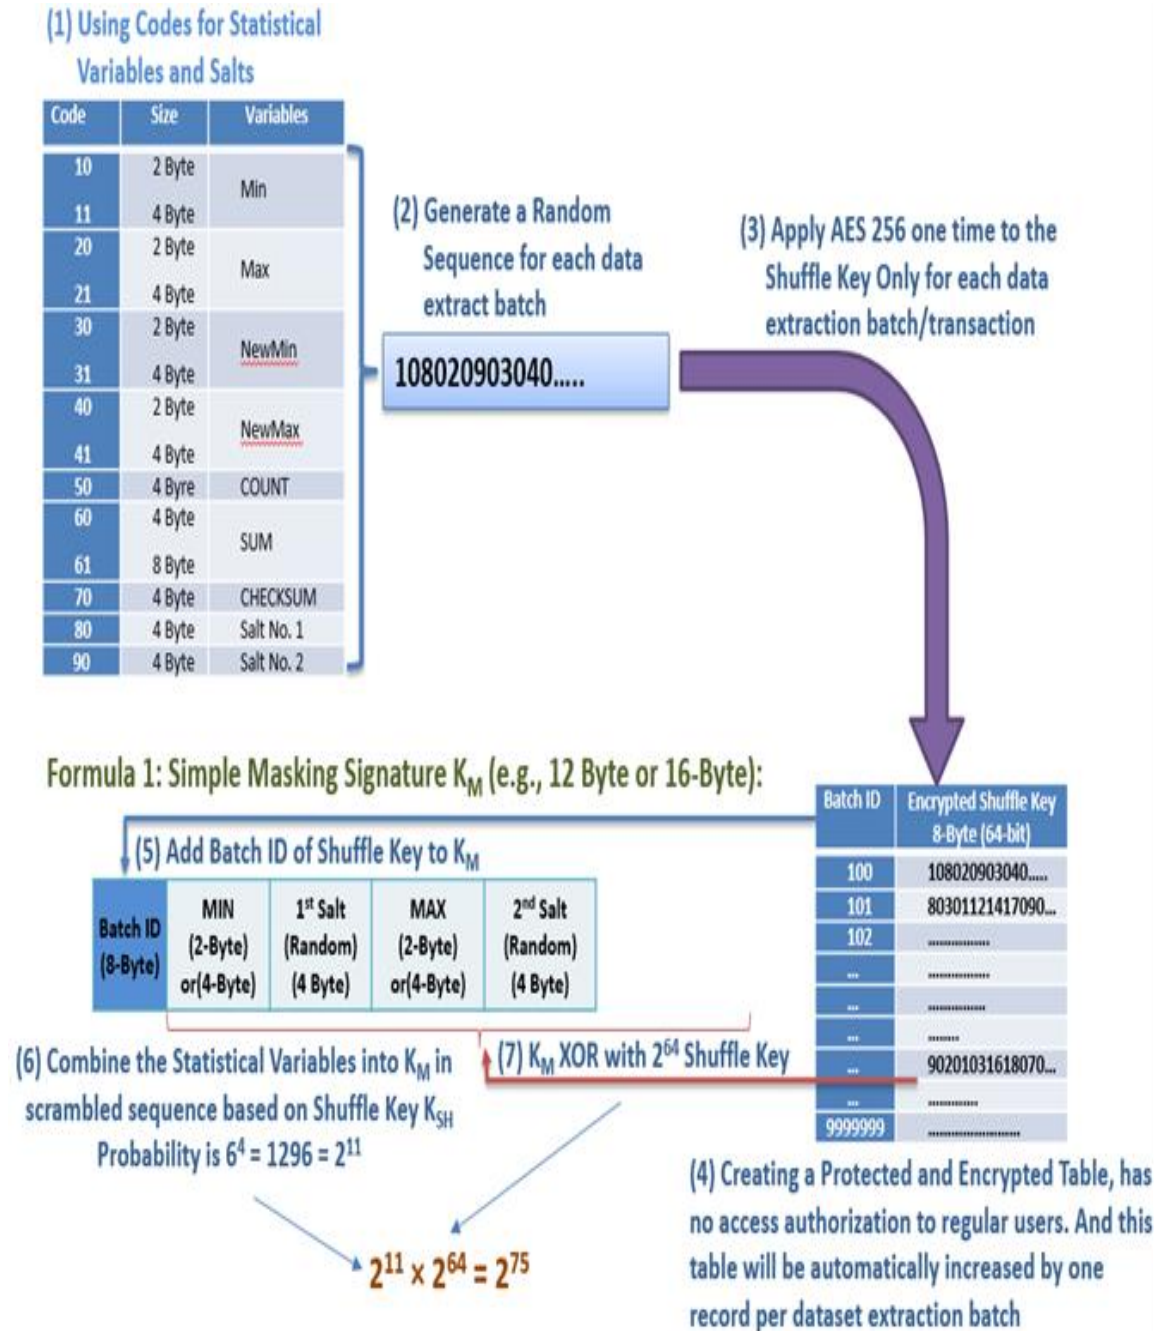 (1) Using Codes for Statistical
Variables and Salts
Code Size Variables
10 2 Byte
Min
11 4 Byte
20 2 Byte
Max
21 4 Byte
30 2 Byte
NewMin
31 4 Byte
40 2 Byte
NewMax
41 4 Byte
50 4 Byre COUNT
60 4 Byte
SUM
61 8 Byte
70 4 Byte CHECKSUM
80 4 Byte Salt No. 1
90 4 Byte Salt No. 2
(2) Generate a Random
Sequence for each data
extract batch
108020903040.....
(3) Apply AES 256 one time to the
Shuffle Key Only for each data
extraction batch/transaction
Formula 1: Simple Masking Signature KM (e.g., 12 Byte or 16-Byte):
(5) Add Batch ID of Shuffle Key to KM
Batch ID
(8-Byte)
MIN
(2-Byte)
or(4-Byte)
1st Salt
(Random)
(4 Byte)
MAX
(2-Byte)
or(4-Byte)
2nd Salt
(Random)
(4 Byte)
(6) Combine the Statistical Variables into KM in
scrambled sequence based on Shuffle Key KSH
Probability is 6^4 = 1296 = 2^11
(7) KM XOR with 2^64 Shuffle Key
2^11 × 2^64 = 2^75
Batch ID Encrypted Shuffle Key
8-Byte (64-bit)
100 108020903040.....
101 80301121417090...
102 ................
... ................
... ...............
... ........
... 90201031618070...
... .............
9999999 ........................
(4) Creating a Protected and Encrypted Table, has
no access authorization to regular users. And this
table will be automatically increased by one
record per dataset extraction batch